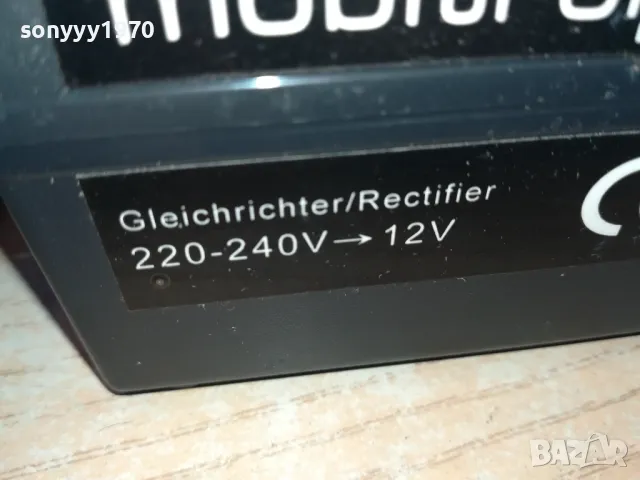 sonyyy1970
Gleichrichter/Rectifier
220-240V→12V
BAZAR